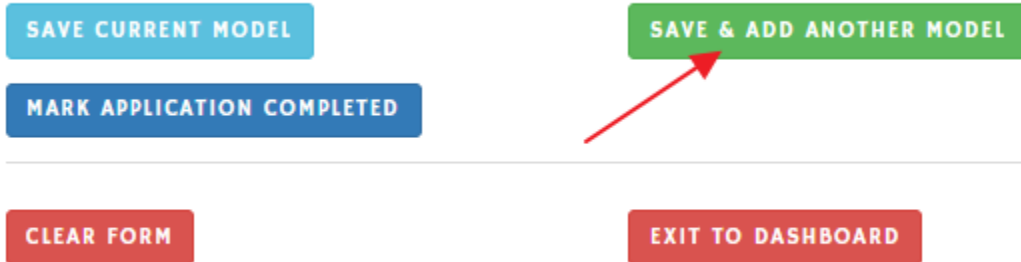 SAVE CURRENT MODEL
SAVE & ADD ANOTHER MODEL
MARK APPLICATION COMPLETED
CLEAR FORM
EXIT TO DASHBOARD